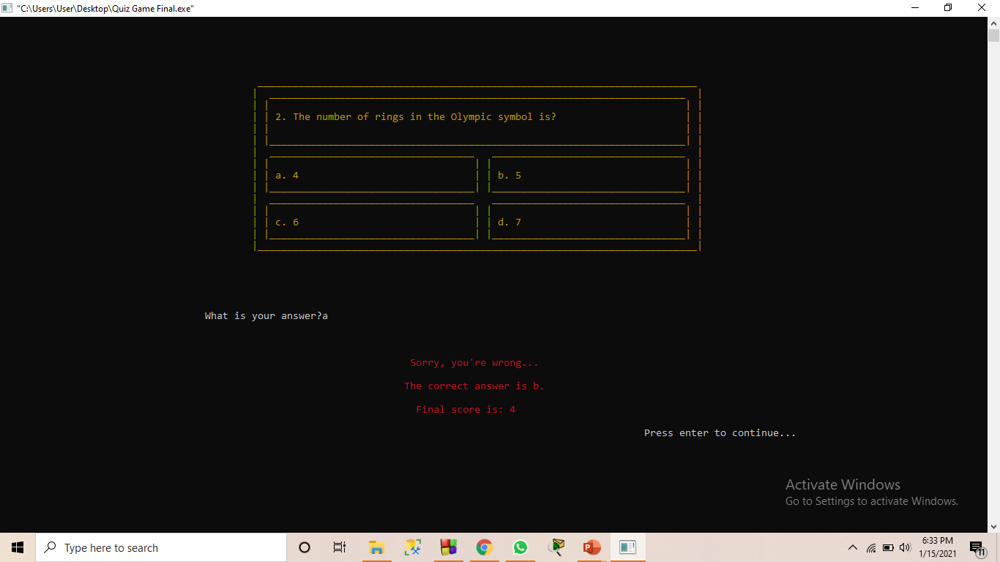 "C:\Users\User\Desktop\Quiz Game Final.exe"
2. The number of rings in the Olympic symbol is?
a. 4
b. 5
c. 6
d. 7
What is your answer?a
Sorry, you're wrong...
The correct answer is b.
Final score is: 4
Press enter to continue...
Activate Windows
Go to Settings to activate Windows.
Type here to search
6:33 PM
1/15/2021
11